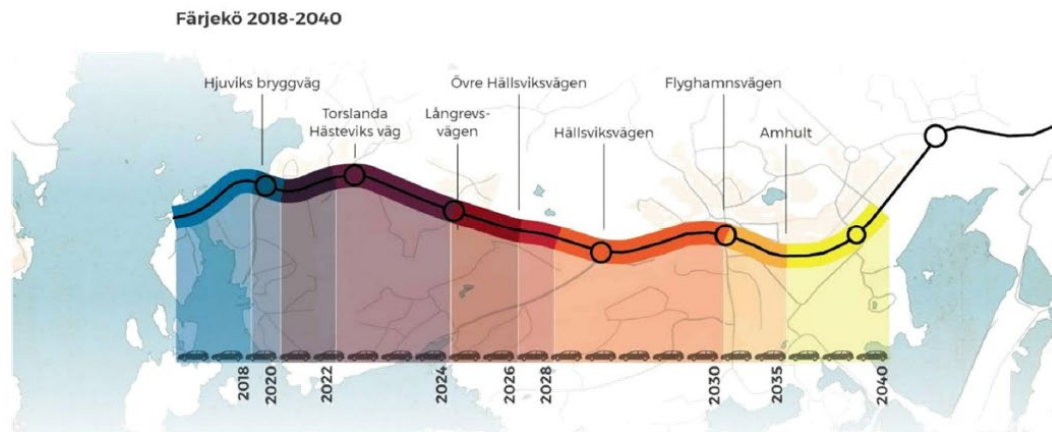 Färjekö 2018-2040
Hjuviks bryggväg
Torslanda
Hästeviks väg
Långrevs-
vägen
Övre Hällsviksvägen
Hällsviksvägen
Flyghamnsvägen
Amhult
2018
2020
2022
2024
2026
2028
2030
2035
2040